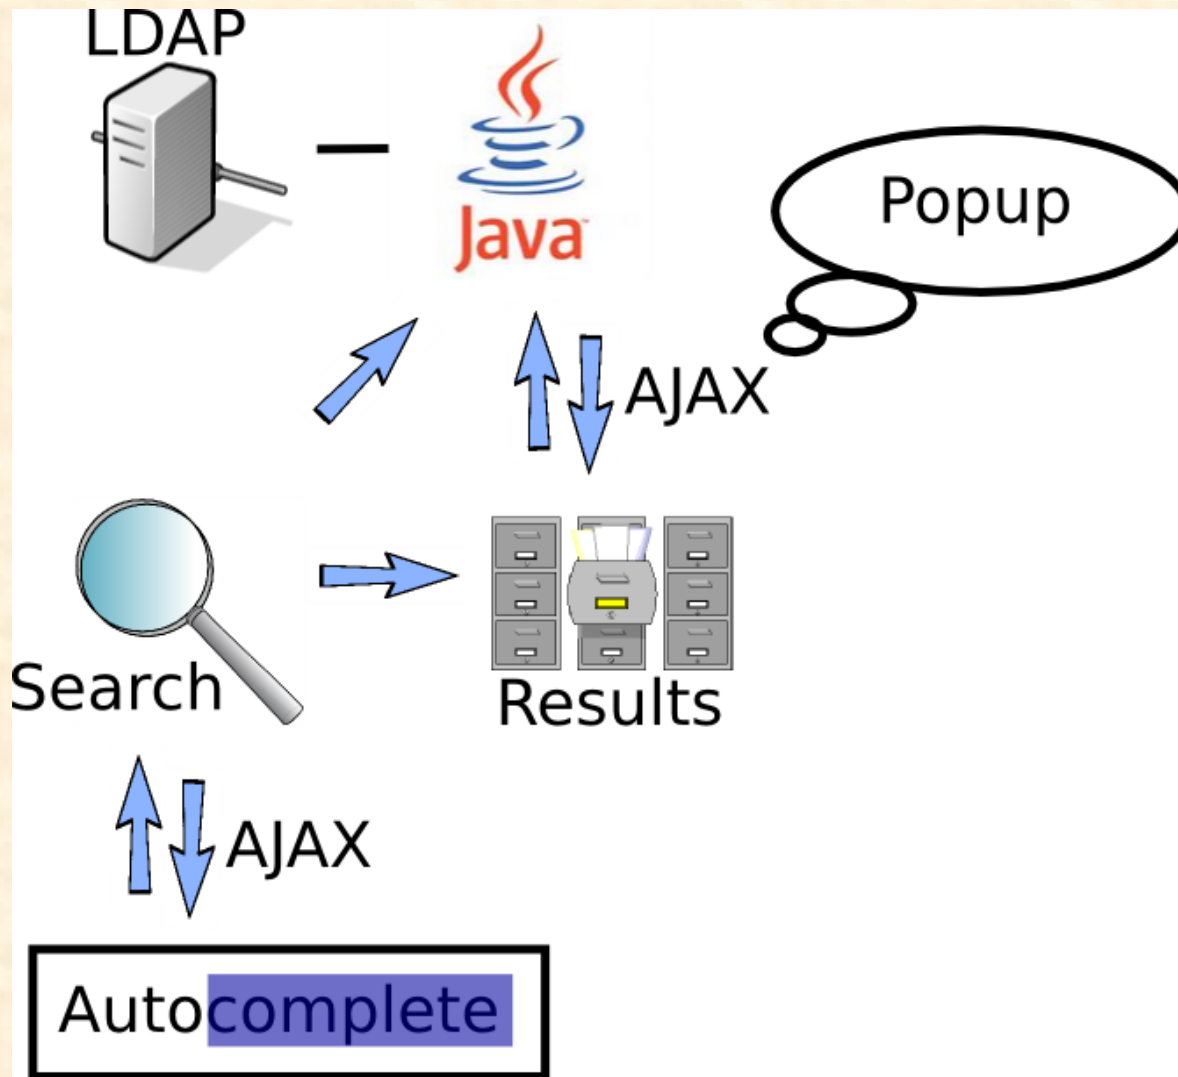 LDAP
Java
Popup
AJAX
Search
Results
AJAX
Autocomplete